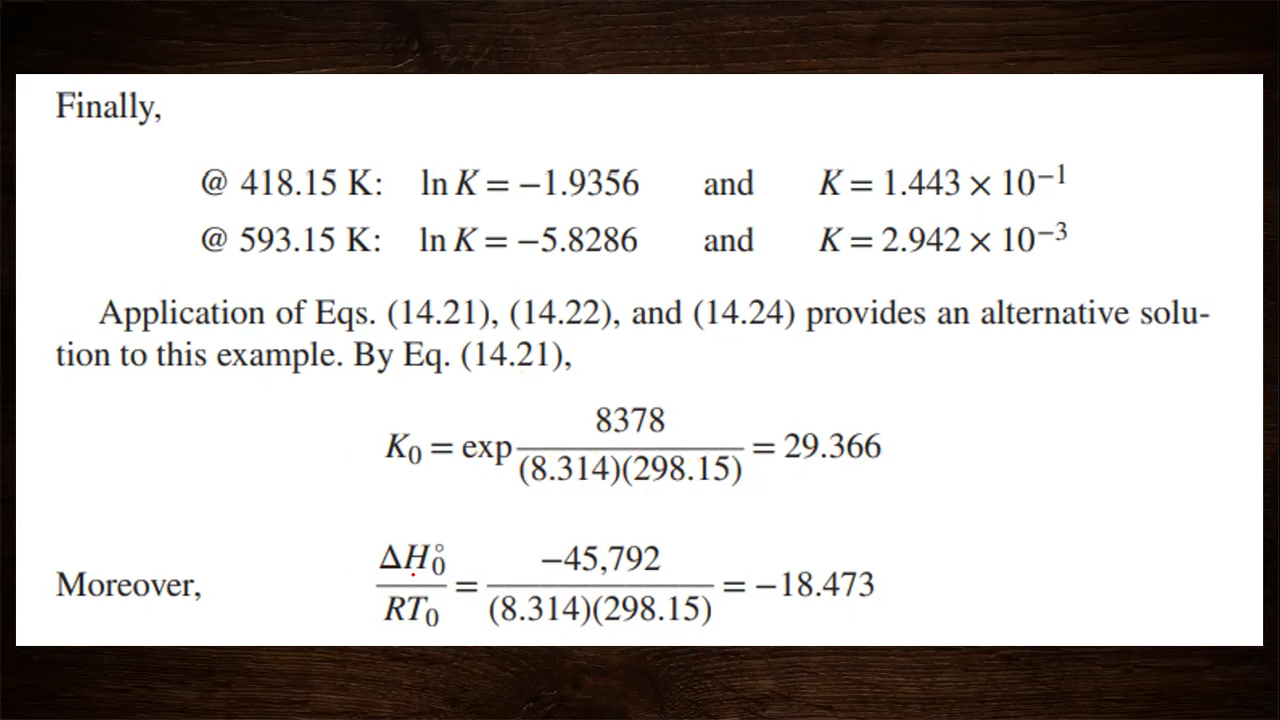 Finally,
@ 418.15 K: ln K = −1.9356 and K = 1.443 × 10⁻¹
@ 593.15 K: ln K = −5.8286 and K = 2.942 × 10⁻³
Application of Eqs. (14.21), (14.22), and (14.24) provides an alternative solu-
tion to this example. By Eq. (14.21),
K₀ = exp 8378 / (8.314)(298.15) = 29.366
Moreover, ΔH°₀ / RT₀ = −45,792 / (8.314)(298.15) = −18.473